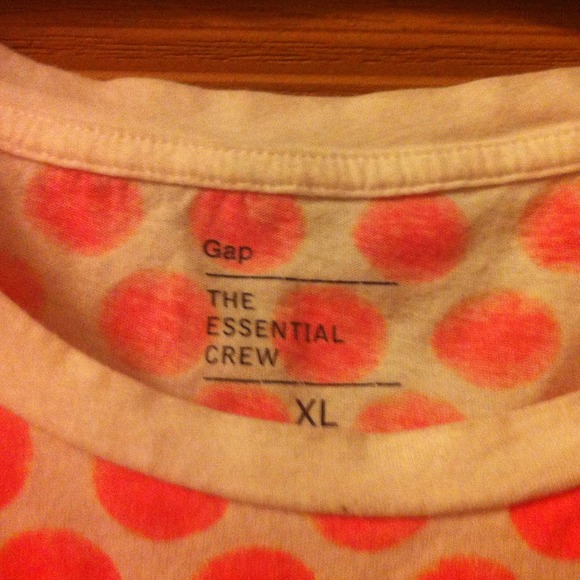 Gap
THE
ESSENTIAL
CREW
XL